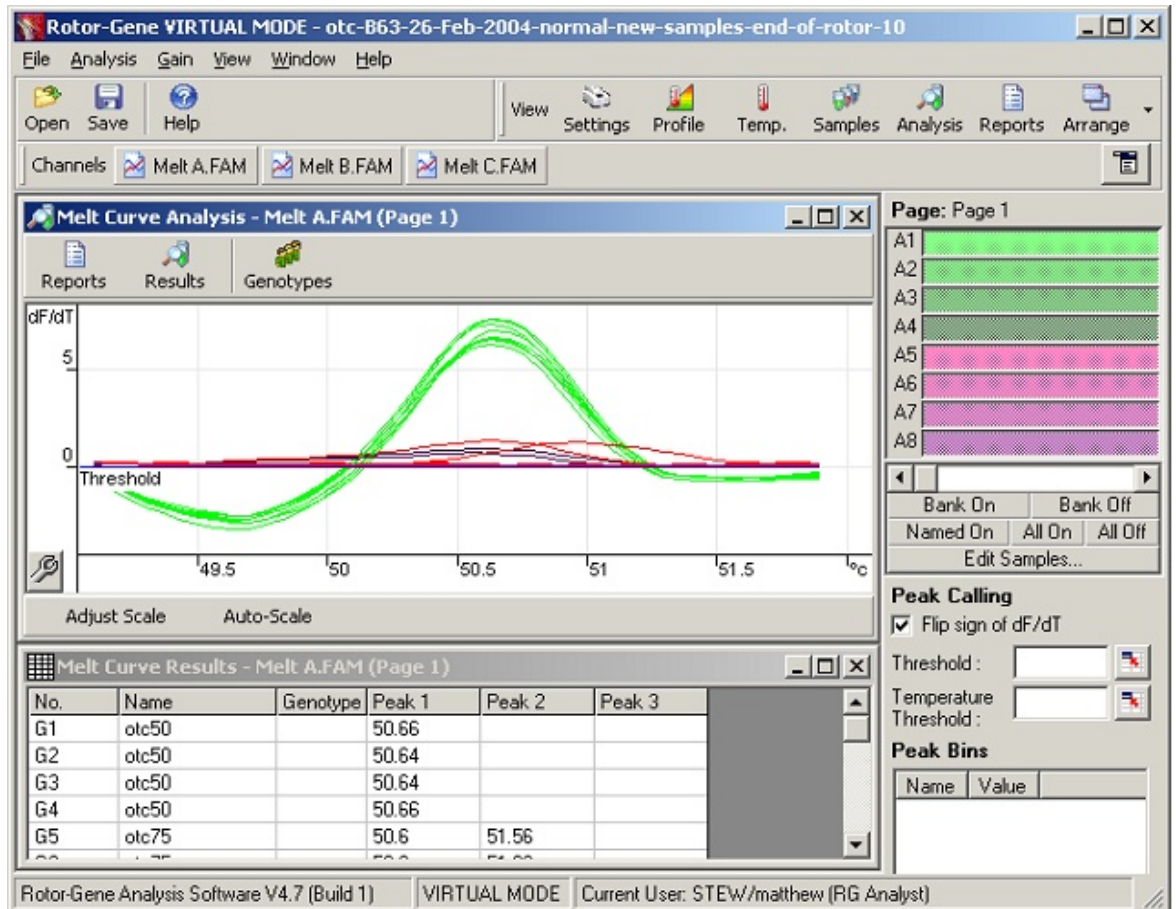 Rotor-Gene VIRTUAL MODE - otc-B63-26-Feb-2004-normal-new-samples-end-of-rotor-10
File Analysis Gain View Window Help
Open Save Help View Settings Profile Temp. Samples Analysis Reports Arrange
Channels Melt A.FAM Melt B.FAM Melt C.FAM
Melt Curve Analysis - Melt A.FAM (Page 1)
Reports Results Genotypes
dF/dT
5
0
Threshold
49.5 50 50.5 51 51.5 °c
Adjust Scale Auto-Scale
Melt Curve Results - Melt A.FAM (Page 1)
No. Name Genotype Peak 1 Peak 2 Peak 3
G1 otc50 50.66
G2 otc50 50.64
G3 otc50 50.64
G4 otc50 50.66
G5 otc75 50.6 51.56
Page: Page 1
A1
A2
A3
A4
A5
A6
A7
A8
Bank On Bank Off
Named On All On All Off
Edit Samples...
Peak Calling
Flip sign of dF/dT
Threshold :
Temperature
Threshold :
Peak Bins
Name Value
Rotor-Gene Analysis Software V4.7 (Build 1) VIRTUAL MODE Current User: STEW/matthew (RG Analyst)